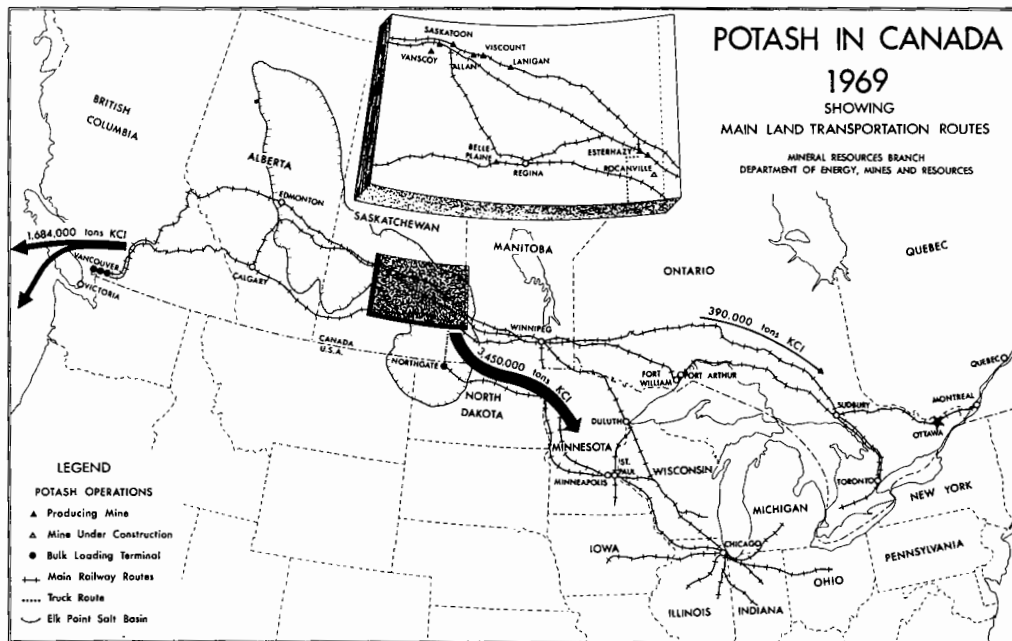 POTASH IN CANADA
1969
SHOWING
MAIN LAND TRANSPORTATION ROUTES
MINERAL RESOURCES BRANCH
DEPARTMENT OF ENERGY, MINES AND RESOURCES
SASKATOON
VISCOUNT
VANSCOY
ALLAN
LANIGAN
BELLE-
PLAINE
REGINA
ESTERHAZY
ROCANVILLE
BRITISH
COLUMBIA
ALBERTA
EDMONTON
SASKATCHEWAN
MANITOBA
ONTARIO
QUEBEC
1,684,000 tons KCl
VANCOUVER
VICTORIA
CALGARY
CANADA
U.S.A.
WINNIPEG
390,000 tons KCl
NORTHGATE
3,450,000 tons KCl
NORTH
DAKOTA
FORT
WILLIAM
PORT ARTHUR
QUEBEC
MONTREAL
SUDBURY
OTTAWA
DULUTH
MINNESOTA
ST.
PAUL
MINNEAPOLIS
WISCONSIN
TORONTO
NEW YORK
MICHIGAN
PENNSYLVANIA
IOWA
CHICAGO
OHIO
ILLINOIS
INDIANA
LEGEND
POTASH OPERATIONS
Producing Mine
Mine Under Construction
Bulk Loading Terminal
Main Railway Routes
Truck Route
Elk Point Salt Basin